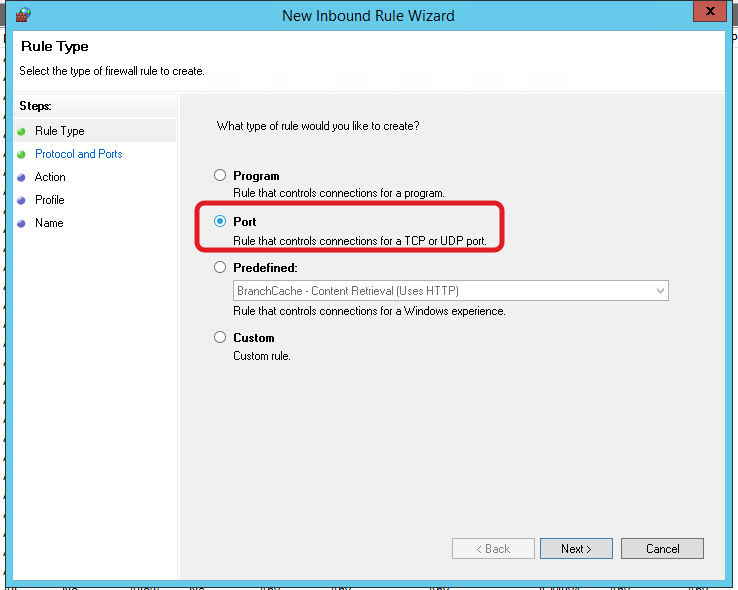 New Inbound Rule Wizard
X
Rule Type
Select the type of firewall rule to create.
Steps:
Rule Type
Protocol and Ports
Action
Profile
Name
What type of rule would you like to create?
Program
Rule that controls connections for a program.
Port
Rule that controls connections for a TCP or UDP port.
Predefined:
BranchCache - Content Retrieval (Uses HTTP)
Rule that controls connections for a Windows experience.
Custom
Custom rule.
< Back
Next >
Cancel